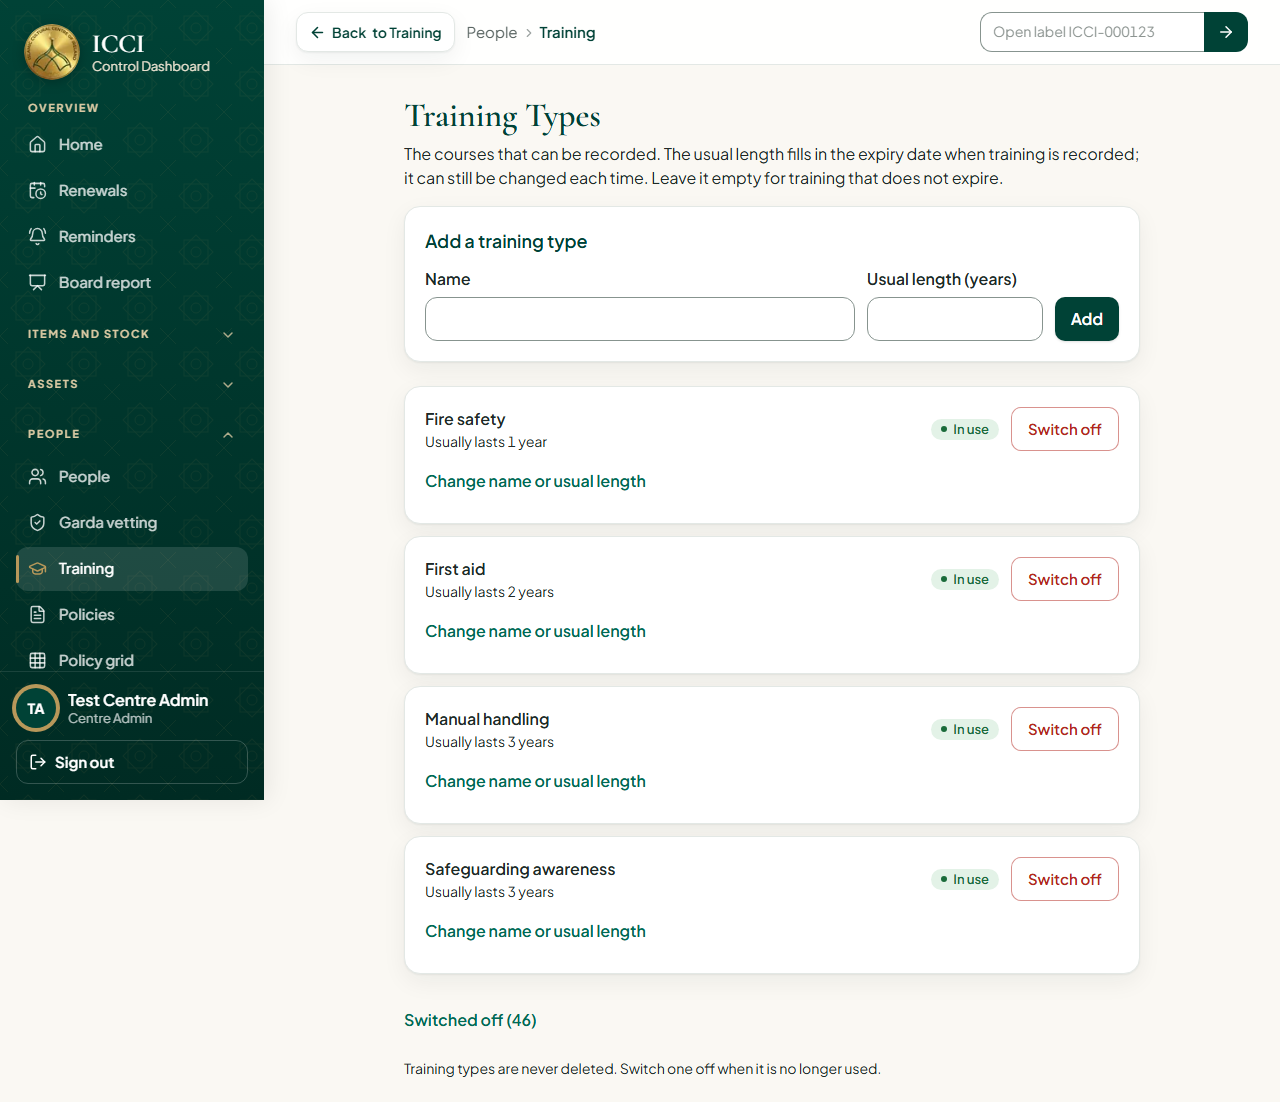 ICCI
Control Dashboard
OVERVIEW
Home
Renewals
Reminders
Board report
ITEMS AND STOCK
ASSETS
PEOPLE
People
Garda vetting
Training
Policies
Policy grid
TA
Test Centre Admin
Centre Admin
Sign out
Back to Training
People > Training
Open label ICCI-000123
Training Types
The courses that can be recorded. The usual length fills in the expiry date when training is recorded;
it can still be changed each time. Leave it empty for training that does not expire.
Add a training type
Name
Usual length (years)
Add
Fire safety
Usually lasts 1 year
In use
Switch off
Change name or usual length
First aid
Usually lasts 2 years
In use
Switch off
Change name or usual length
Manual handling
Usually lasts 3 years
In use
Switch off
Change name or usual length
Safeguarding awareness
Usually lasts 3 years
In use
Switch off
Change name or usual length
Switched off (46)
Training types are never deleted. Switch one off when it is no longer used.